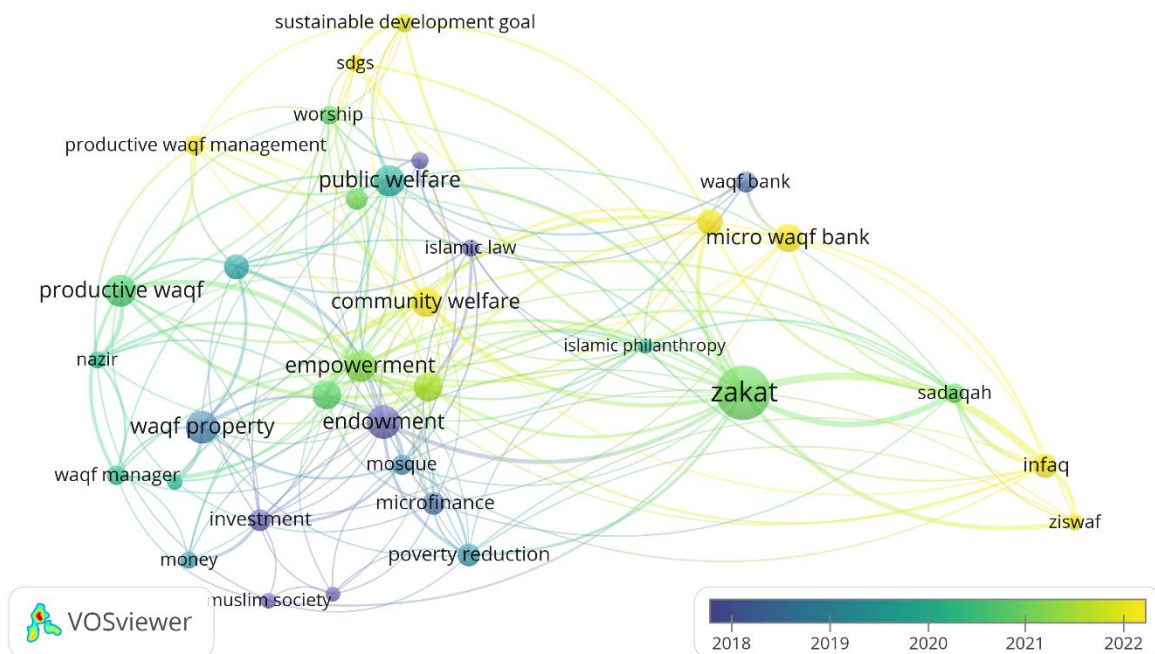 sustainable development goal
sdgs
worship
productive waqf management
public welfare
waqf bank
micro waqf bank
islamic law
productive waqf
community welfare
nazir
islamic philanthropy
empowerment
zakat
sadaqah
waqf property
endowment
mosque
infaq
waqf manager
microfinance
investment
ziswaf
money
poverty reduction
muslim society
VOSviewer
2018 2019 2020 2021 2022